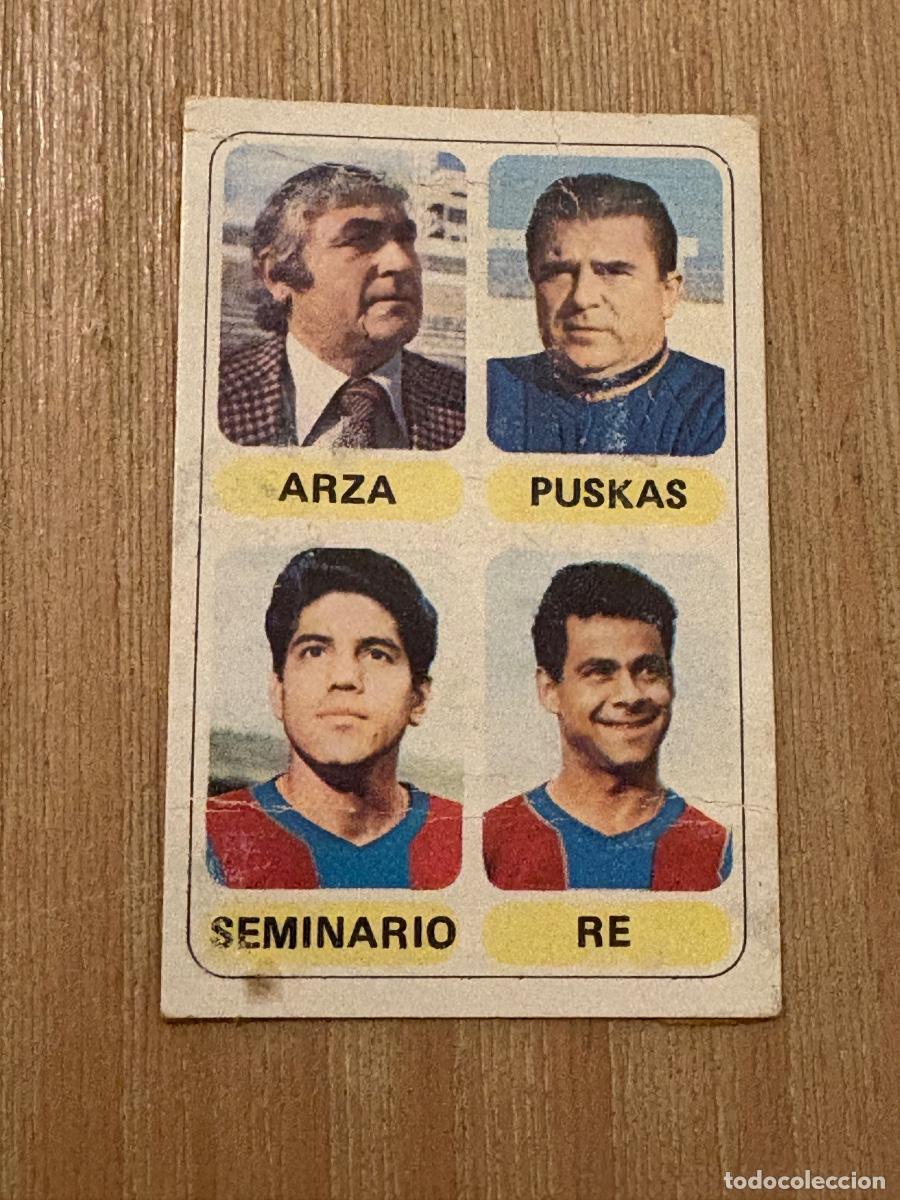 ARZA
PUSKAS
SEMINARIO
RE
todocoleccion